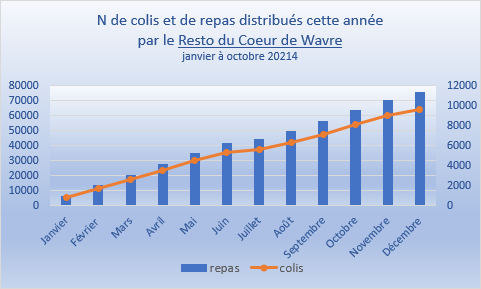 N de colis et de repas distribués cette année
par le Resto du Coeur de Wavre
janvier à octobre 20214
80000 12000
70000 10000
60000
50000 8000
40000 6000
30000
20000 4000
10000 2000
0 0
Janvier Février Mars Avril Mai Juin Juillet Août Septembre Octobre Novembre Décembre
repas colis